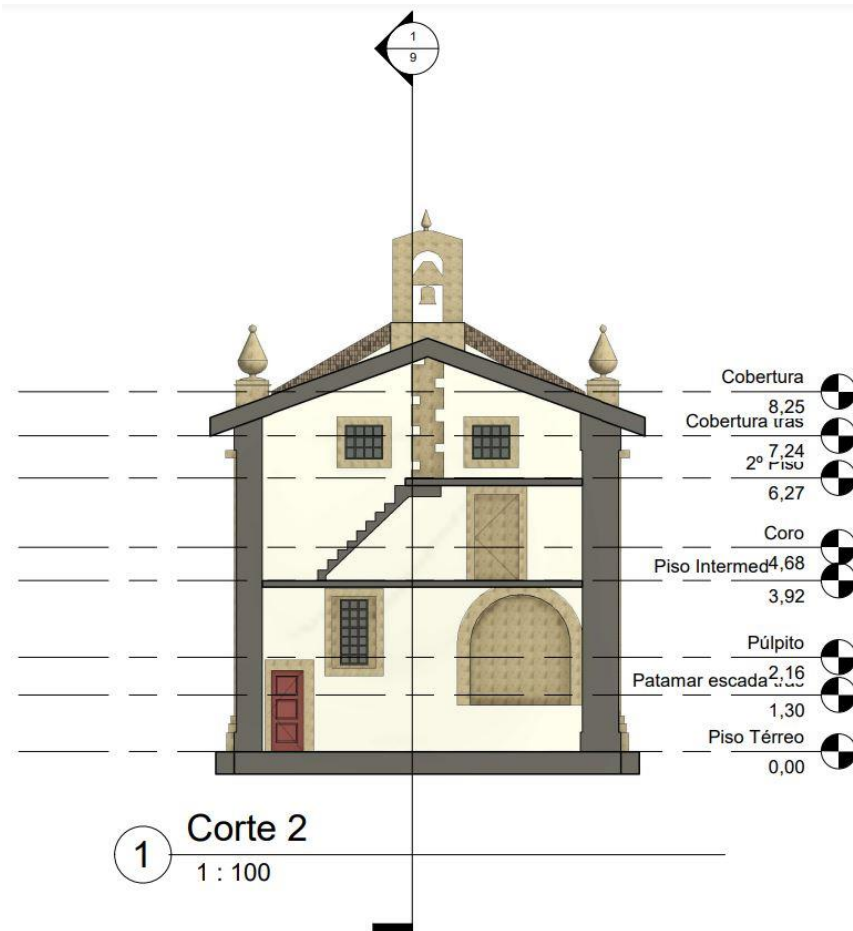 1
9
Cobertura
8,25
Cobertura tras
7,24
2º Piso
6,27
Coro
4,68
Piso Intermed
3,92
Púlpito
2,16
Patamar escada
1,30
Piso Térreo
0,00
1
Corte 2
1 : 100